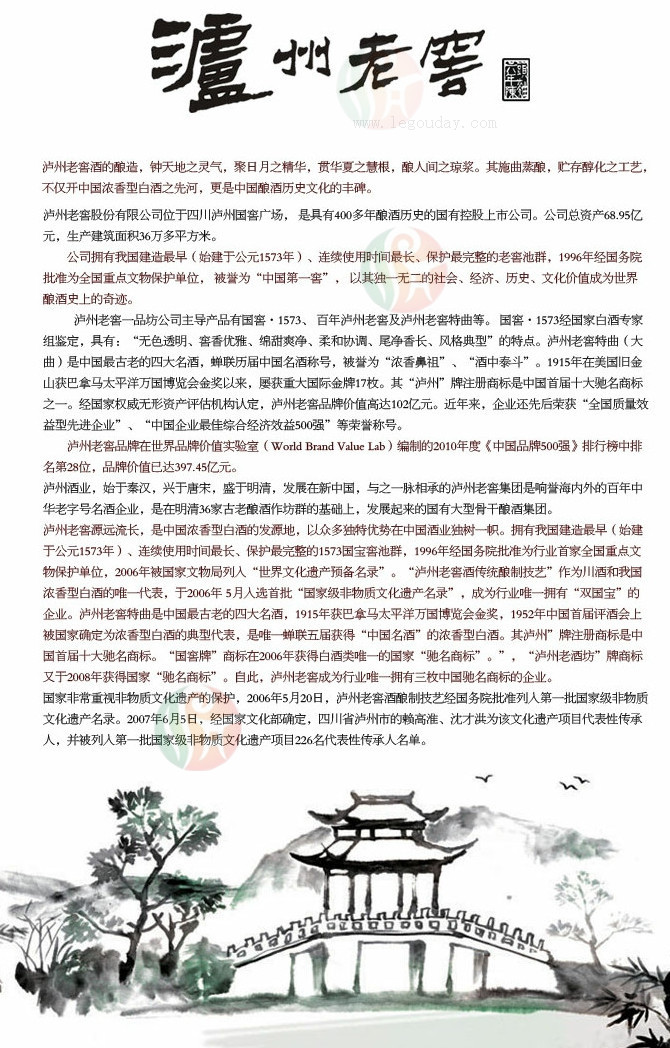 泸州老窖
www.legouday.com
泸州老窖酒的酿造，钟天地之灵气，聚日月之精华，贯华夏之慧根，酿人间之琼浆。其施曲蒸酿，贮存醇化之工艺，
不仅开中国浓香型白酒之先河，更是中国酿酒历史文化的丰碑。
泸州老窖股份有限公司位于四川泸州国窖广场， 是具有400多年酿酒历史的国有控股上市公司。公司总资产68.95亿
元，生产建筑面积36万多平方米。
公司拥有我国建造最早（始建于公元1573年）、连续使用时间最长、保护最完整的老窖池群，1996年经国务院
批准为全国重点文物保护单位， 被誉为“中国第一窖”， 以其独一无二的社会、经济、历史、文化价值成为世界
酿酒史上的奇迹。
泸州老窖一品坊公司主导产品有国窖・1573、 百年泸州老窖及泸州老窖特曲等。 国窖・1573经国家白酒专家
组鉴定，具有：“无色透明、窖香优雅、绵甜爽净、柔和协调、尾净香长、风格典型”的特点。泸州老窖特曲（大
曲）是中国最古老的四大名酒，蝉联历届中国名酒称号，被誉为“浓香鼻祖”、“酒中泰斗”。1915年在美国旧金
山获巴拿马太平洋万国博览会金奖以来，屡获重大国际金牌17枚。其“泸州”牌注册商标是中国首届十大驰名商标
之一。经国家权威无形资产评估机构认定，泸州老窖品牌价值高达102亿元。近年来，企业还先后荣获“全国质量效
益型先进企业”、“中国企业最佳综合经济效益500强”等荣誉称号。
泸州老窖品牌在世界品牌价值实验室（World Brand Value Lab）编制的2010年度《中国品牌500强》排行榜中排
名第28位，品牌价值已达397.45亿元。
泸州酒业，始于秦汉，兴于唐宋，盛于明清，发展在新中国，与之一脉相承的泸州老窖集团是响誉海内外的百年中
华老字号名酒企业，是在明清36家古老酿酒作坊群的基础上，发展起来的国有大型骨干酿酒集团。
泸州老窖源远流长，是中国浓香型白酒的发源地，以众多独特优势在中国酒业独树一帜。拥有我国建造最早（始建
于公元1573年）、连续使用时间最长、保护最完整的1573国宝窖池群，1996年经国务院批准为行业首家全国重点文
物保护单位，2006年被国家文物局列入“世界文化遗产预备名录”。“泸州老窖酒传统酿制技艺”作为川酒和我国
浓香型白酒的唯一代表，于2006年 5月入选首批“国家级非物质文化遗产名录”，成为行业唯一拥有“双国宝”的
企业。泸州老窖特曲是中国最古老的四大名酒，1915年获巴拿马太平洋万国博览会金奖，1952年中国首届评酒会上
被国家确定为浓香型白酒的典型代表，是唯一蝉联五届获得“中国名酒”的浓香型白酒。其泸州”牌注册商标是中
国首届十大驰名商标。“国窖牌”商标在2006年获得白酒类唯一的国家“驰名商标”。”，“泸州老酒坊”牌商标
又于2008年获得国家“驰名商标”。自此，泸州老窖成为行业唯一拥有三枚中国驰名商标的企业。
国家非常重视非物质文化遗产的保护，2006年5月20日，泸州老窖酒酿制技艺经国务院批准列入第一批国家级非物质
文化遗产名录。2007年6月5日，经国家文化部确定，四川省泸州市的赖高淮、沈才洪为该文化遗产项目代表性传承
人，并被列入第一批国家级非物质文化遗产项目226名代表性传承人名单。